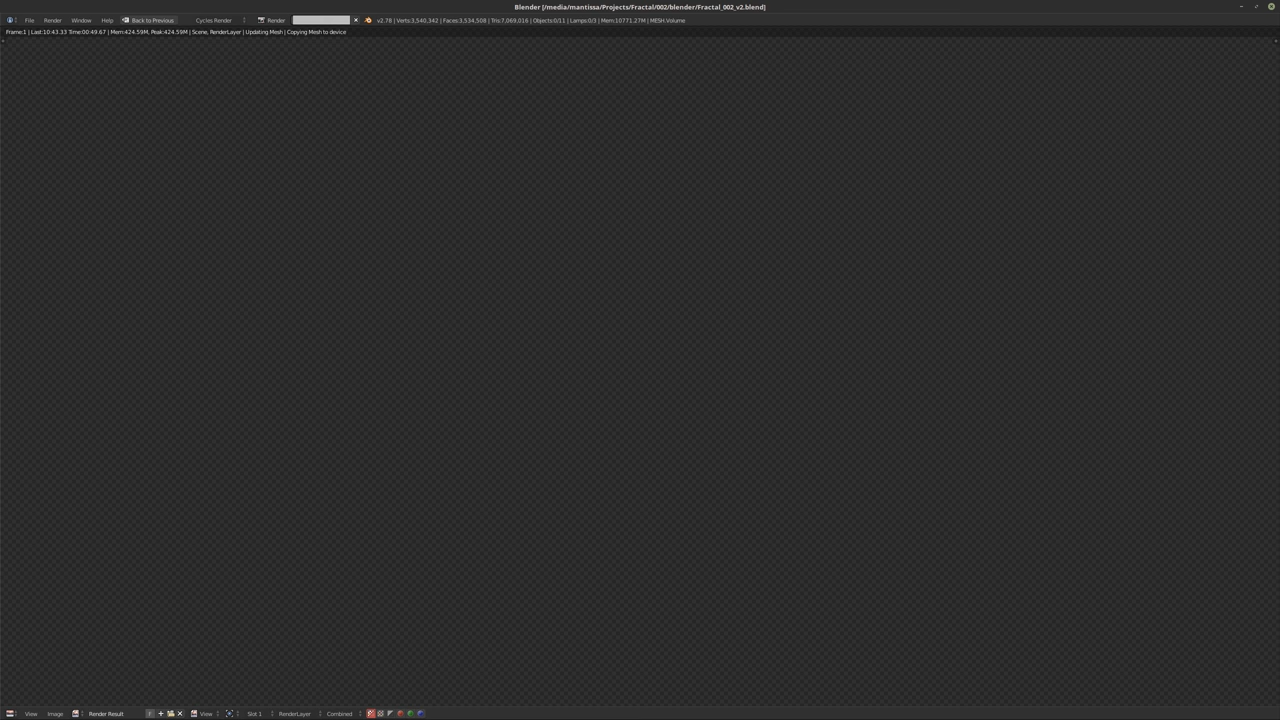 Blender [/media/mantissa/Projects/Fractal/002/blender/Fractal_002_v2.blend]
File Render Window Help Back to Previous Cycles Render Render v2.78 | Verts:3,540,342 | Faces:3,534,508 | Tris:7,069,016 | Objects:0/11 | Lamps:0/3 | Mem:10771.27M | MESH.Volume
Frame:1 | Last:10:43.33 Time:00:49.67 | Mem:424.59M, Peak:424.59M | Scene, RenderLayer | Updating Mesh | Copying Mesh to device
View Image Render Result F View Slot 1 RenderLayer Combined